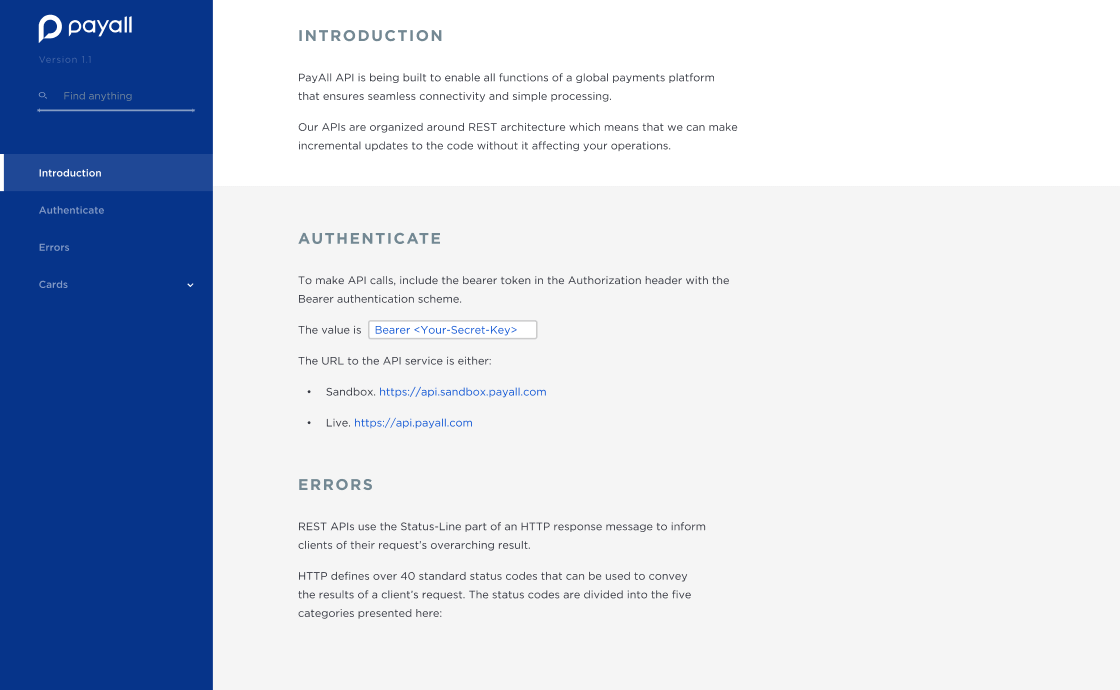 payall
Version 1.1
Find anything
Introduction
Authenticate
Errors
Cards
INTRODUCTION
PayAll API is being built to enable all functions of a global payments platform
that ensures seamless connectivity and simple processing.
Our APIs are organized around REST architecture which means that we can make
incremental updates to the code without it affecting your operations.
AUTHENTICATE
To make API calls, include the bearer token in the Authorization header with the
Bearer authentication scheme.
The value is Bearer <Your-Secret-Key>
The URL to the API service is either:
• Sandbox. https://api.sandbox.payall.com
• Live. https://api.payall.com
ERRORS
REST APIs use the Status-Line part of an HTTP response message to inform
clients of their request’s overarching result.
HTTP defines over 40 standard status codes that can be used to convey
the results of a client’s request. The status codes are divided into the five
categories presented here: